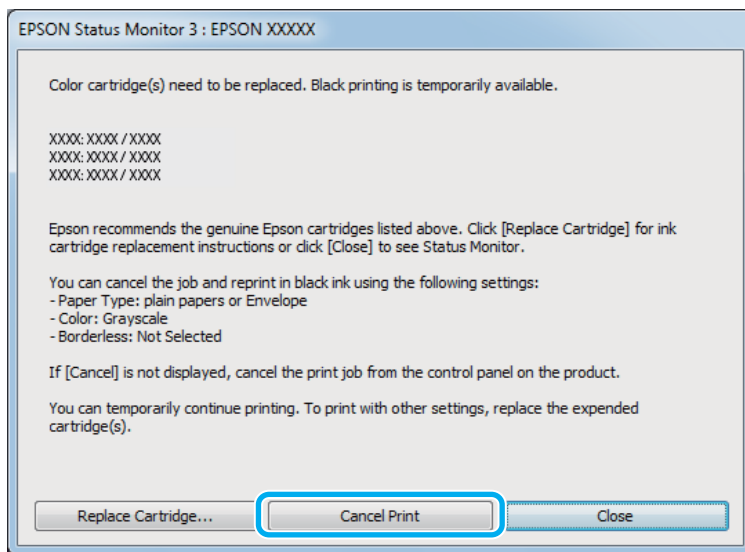 EPSON Status Monitor 3 : EPSON XXXXX
Color cartridge(s) need to be replaced. Black printing is temporarily available.
XXXX: XXXX / XXXX
XXXX: XXXX / XXXX
XXXX: XXXX / XXXX
Epson recommends the genuine Epson cartridges listed above. Click [Replace Cartridge] for ink
cartridge replacement instructions or click [Close] to see Status Monitor.
You can cancel the job and reprint in black ink using the following settings:
- Paper Type: plain papers or Envelope
- Color: Grayscale
- Borderless: Not Selected
If [Cancel] is not displayed, cancel the print job from the control panel on the product.
You can temporarily continue printing. To print with other settings, replace the expended
cartridge(s).
Replace Cartridge... Cancel Print Close